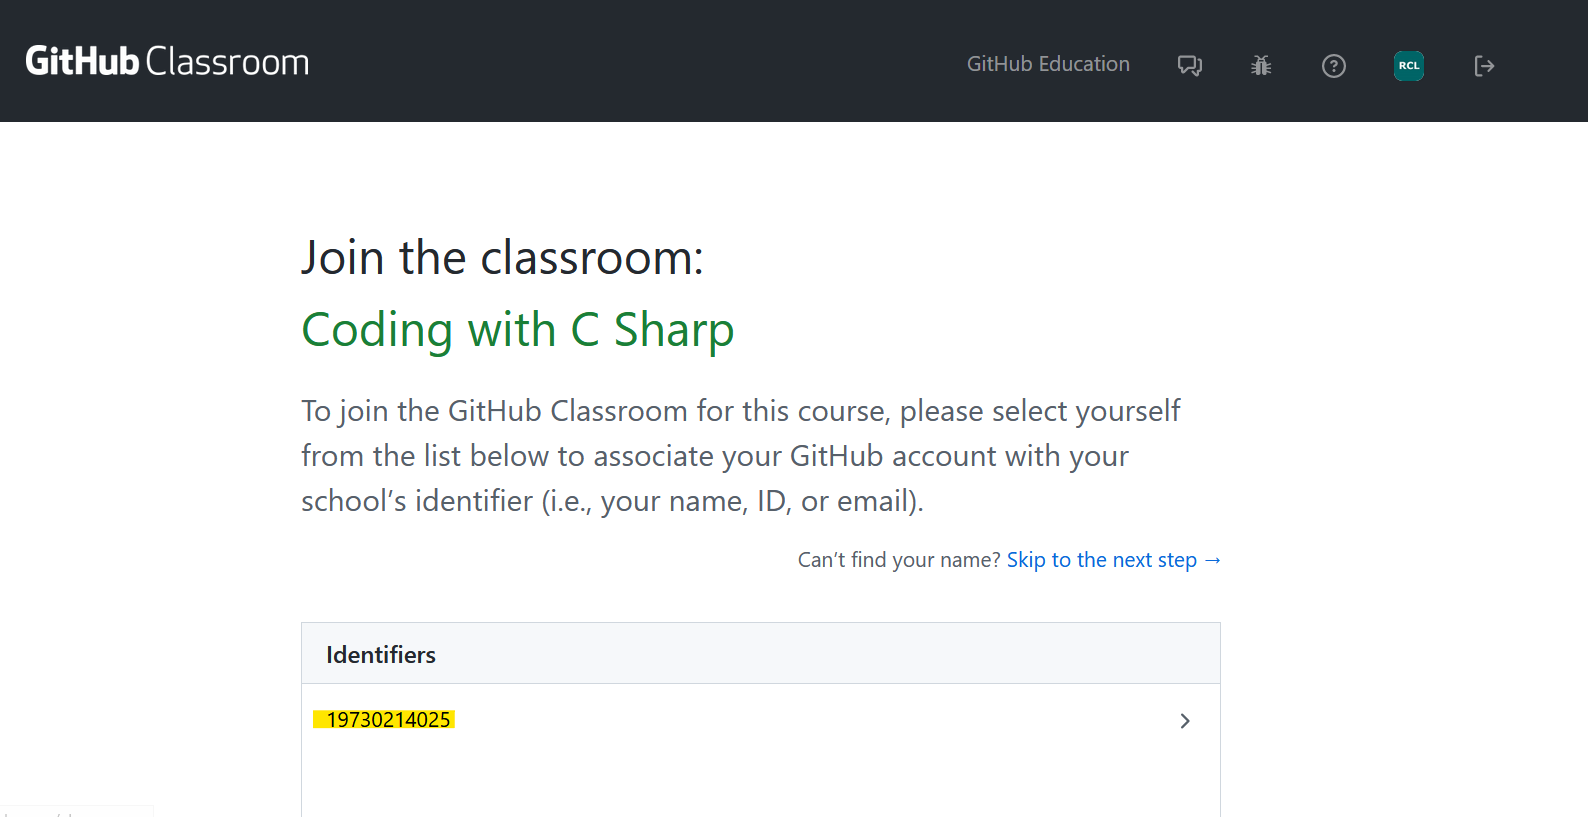 GitHub Classroom
GitHub Education
RCL
Join the classroom:
Coding with C Sharp
To join the GitHub Classroom for this course, please select yourself
from the list below to associate your GitHub account with your
school’s identifier (i.e., your name, ID, or email).
Can’t find your name? Skip to the next step →
Identifiers
19730214025